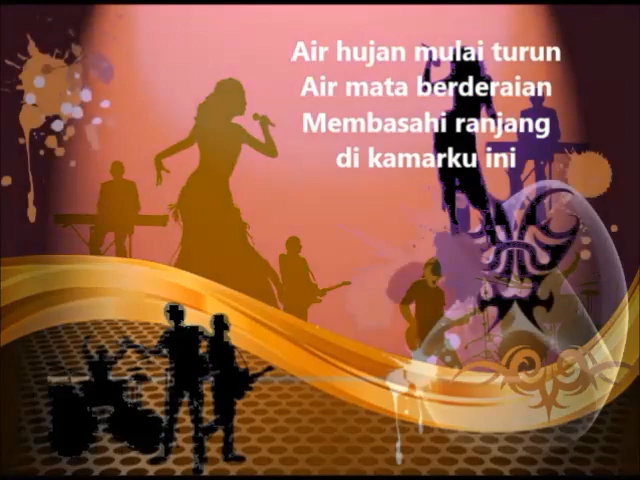 Air hujan mulai turun
Air mata berderaian
Membasahi ranjang
di kamarku ini